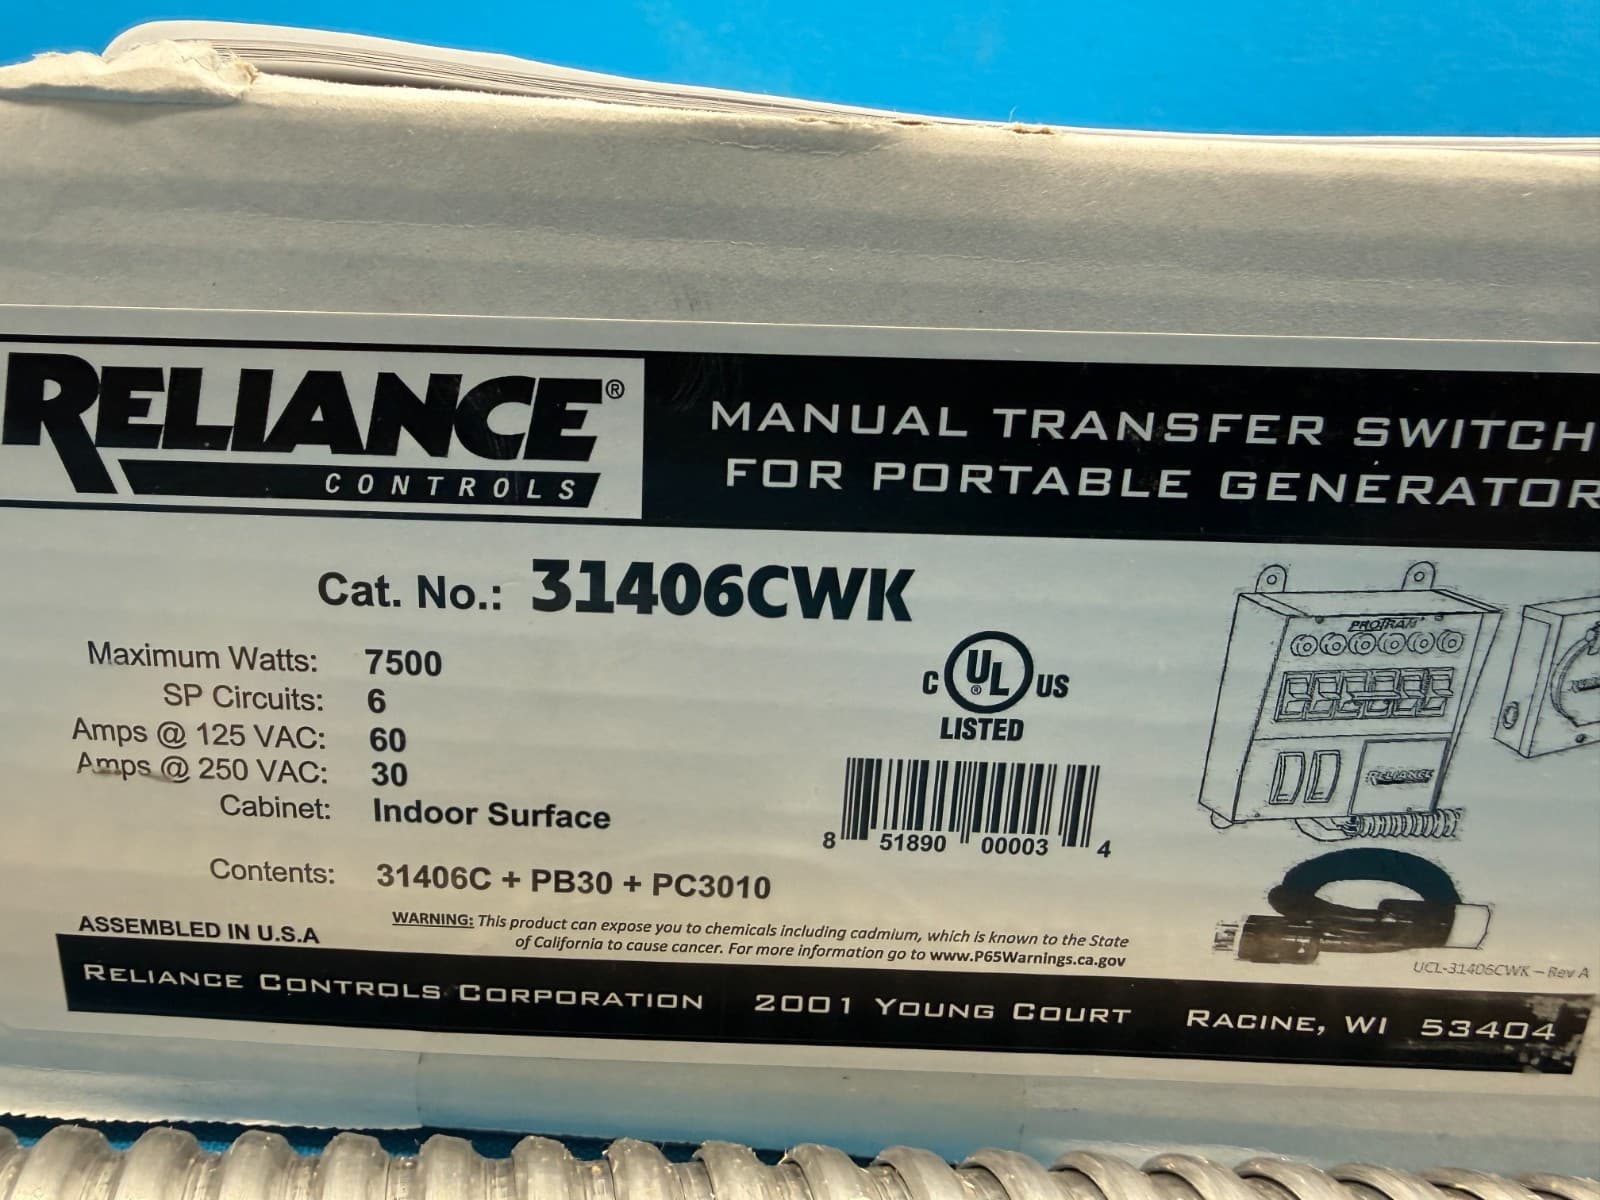 RELIANCE®
CONTROLS
MANUAL TRANSFER SWITCH
FOR PORTABLE GENERATOR
Cat. No.: 31406CWK
Maximum Watts: 7500
SP Circuits: 6
Amps @ 125 VAC: 60
Amps @ 250 VAC: 30
Cabinet: Indoor Surface
Contents: 31406C + PB30 + PC3010
C UL® US
LISTED
8 51890 00003 4
PROTRAN
RELIANCE
ASSEMBLED IN U.S.A
WARNING: This product can expose you to chemicals including cadmium, which is known to the State
of California to cause cancer. For more information go to www.P65Warnings.ca.gov
UCL-31406CWK – Rev A
RELIANCE CONTROLS CORPORATION 2001 YOUNG COURT RACINE, WI 53404